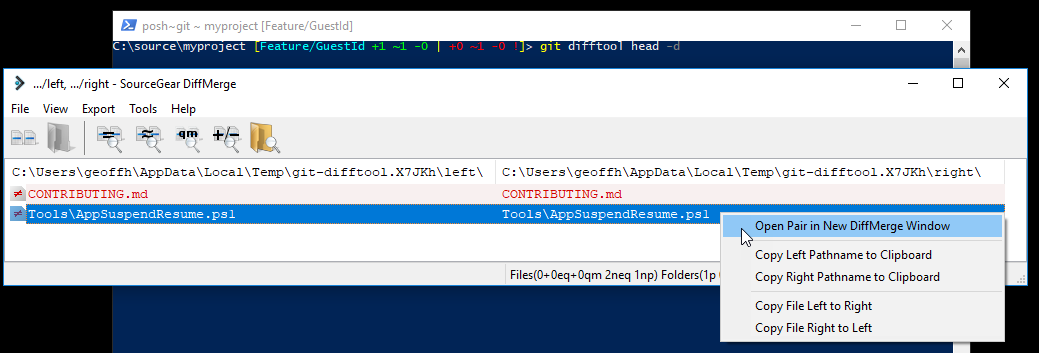 posh~git ~ myproject [Feature/GuestId]
C:\source\myproject [Feature/GuestId +1 ~1 -0 | +0 ~1 -0 !]> git difftool head -d
.../left, .../right - SourceGear DiffMerge
File View Export Tools Help
qm +/-
C:\Users\geoffh\AppData\Local\Temp\git-difftool.X7JKh\left\ C:\Users\geoffh\AppData\Local\Temp\git-difftool.X7JKh\right\
≠ CONTRIBUTING.md CONTRIBUTING.md
≠ Tools\AppSuspendResume.ps1 Tools\AppSuspendResume.ps1
Open Pair in New DiffMerge Window
Copy Left Pathname to Clipboard
Copy Right Pathname to Clipboard
Copy File Left to Right
Copy File Right to Left
Files(0+0eq+0qm 2neq 1np) Folders(1p